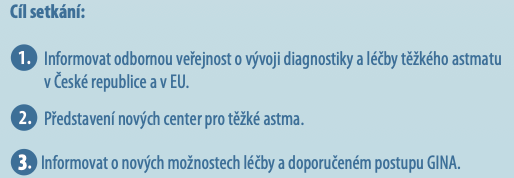 Cíl setkání:
1. Informovat odbornou veřejnost o vývoji diagnostiky a léčby těžkého astmatu
v České republice a v EU.
2. Představení nových center pro těžké astma.
3. Informovat o nových možnostech léčby a doporučeném postupu GINA.